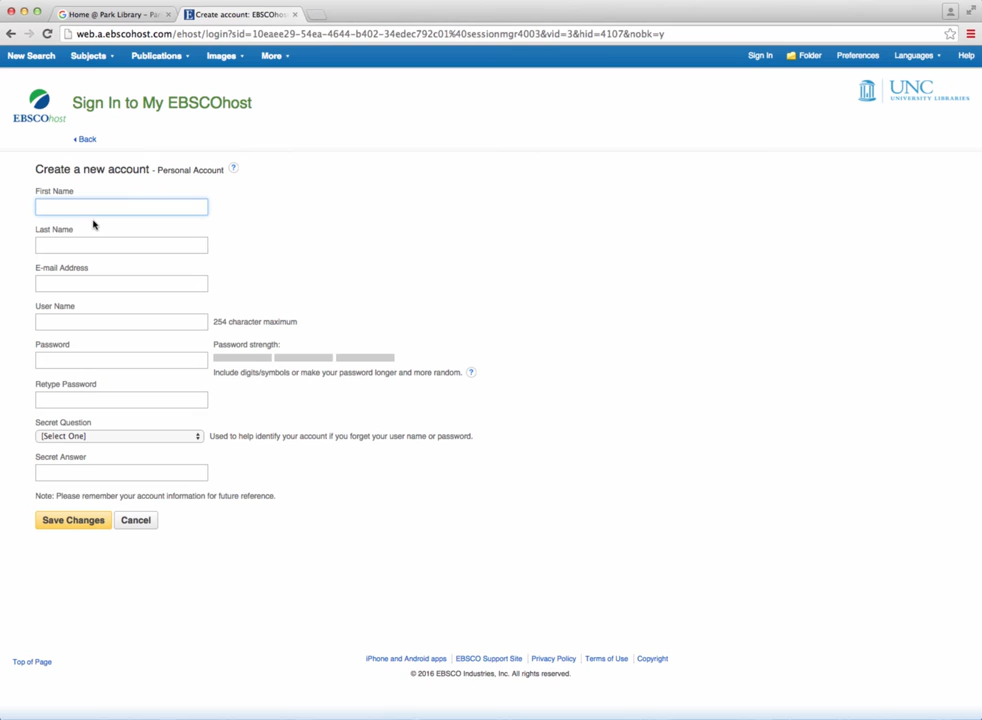 Home @ Park Library – Pa
Create account: EBSCOhos
web.a.ebscohost.com/ehost/login?sid=10eaee29-54ea-4644-b402-34edec792c01%40sessionmgr4003&vid=3&hid=4107&nobk=y
New Search Subjects Publications Images More Sign In Folder Preferences Languages Help
EBSCOhost
Sign In to My EBSCOhost
UNC
UNIVERSITY LIBRARIES
Back
Create a new account - Personal Account ?
First Name
Last Name
E-mail Address
User Name
254 character maximum
Password
Password strength:
Include digits/symbols or make your password longer and more random. ?
Retype Password
Secret Question
[Select One]
Used to help identify your account if you forget your user name or password.
Secret Answer
Note: Please remember your account information for future reference.
Save Changes Cancel
Top of Page
iPhone and Android apps | EBSCO Support Site | Privacy Policy | Terms of Use | Copyright
© 2016 EBSCO Industries, Inc. All rights reserved.